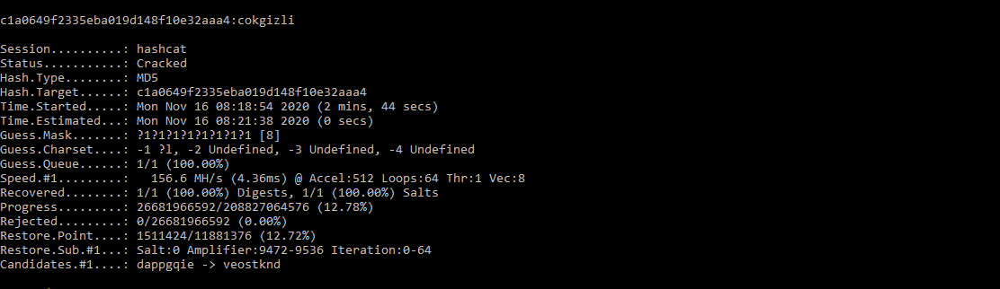 c1a0649f2335eba019d148f10e32aaa4:cokgizli
Session..........: hashcat
Status...........: Cracked
Hash.Type........: MD5
Hash.Target......: c1a0649f2335eba019d148f10e32aaa4
Time.Started.....: Mon Nov 16 08:18:54 2020 (2 mins, 44 secs)
Time.Estimated...: Mon Nov 16 08:21:38 2020 (0 secs)
Guess.Mask.......: ?1?1?1?1?1?1?1?1 [8]
Guess.Charset....: -1 ?l, -2 Undefined, -3 Undefined, -4 Undefined
Guess.Queue......: 1/1 (100.00%)
Speed.#1.........:   156.6 MH/s (4.36ms) @ Accel:512 Loops:64 Thr:1 Vec:8
Recovered........: 1/1 (100.00%) Digests, 1/1 (100.00%) Salts
Progress.........: 26681966592/208827064576 (12.78%)
Rejected.........: 0/26681966592 (0.00%)
Restore.Point....: 1511424/11881376 (12.72%)
Restore.Sub.#1...: Salt:0 Amplifier:9472-9536 Iteration:0-64
Candidates.#1....: dappgqie -> veostknd